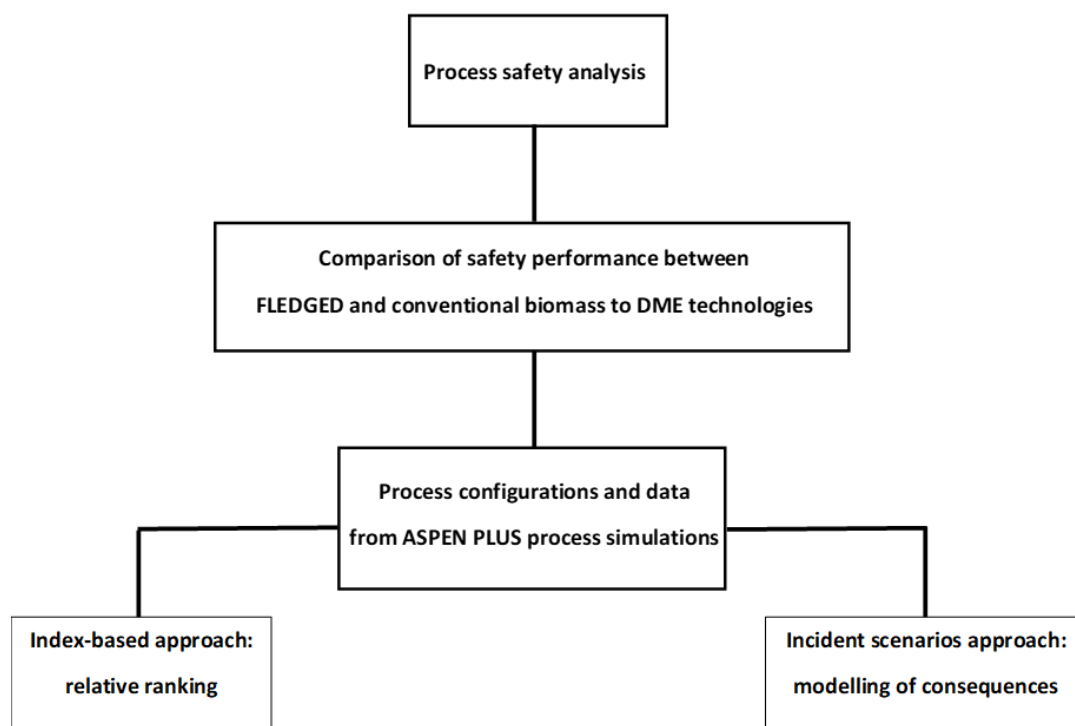 Process safety analysis
Comparison of safety performance between
FLEDGED and conventional biomass to DME technologies
Process configurations and data
from ASPEN PLUS process simulations
Index-based approach:
relative ranking
Incident scenarios approach:
modelling of consequences